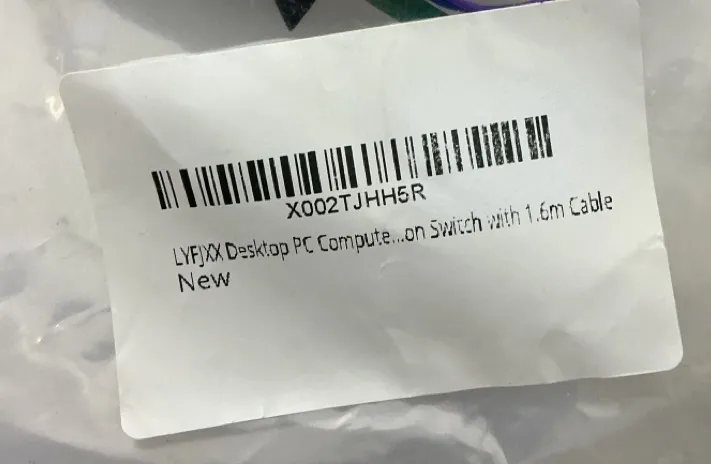 X002TJHH5R
LYFJXX Desktop PC Compute...on Switch with 1.6m Cable
New